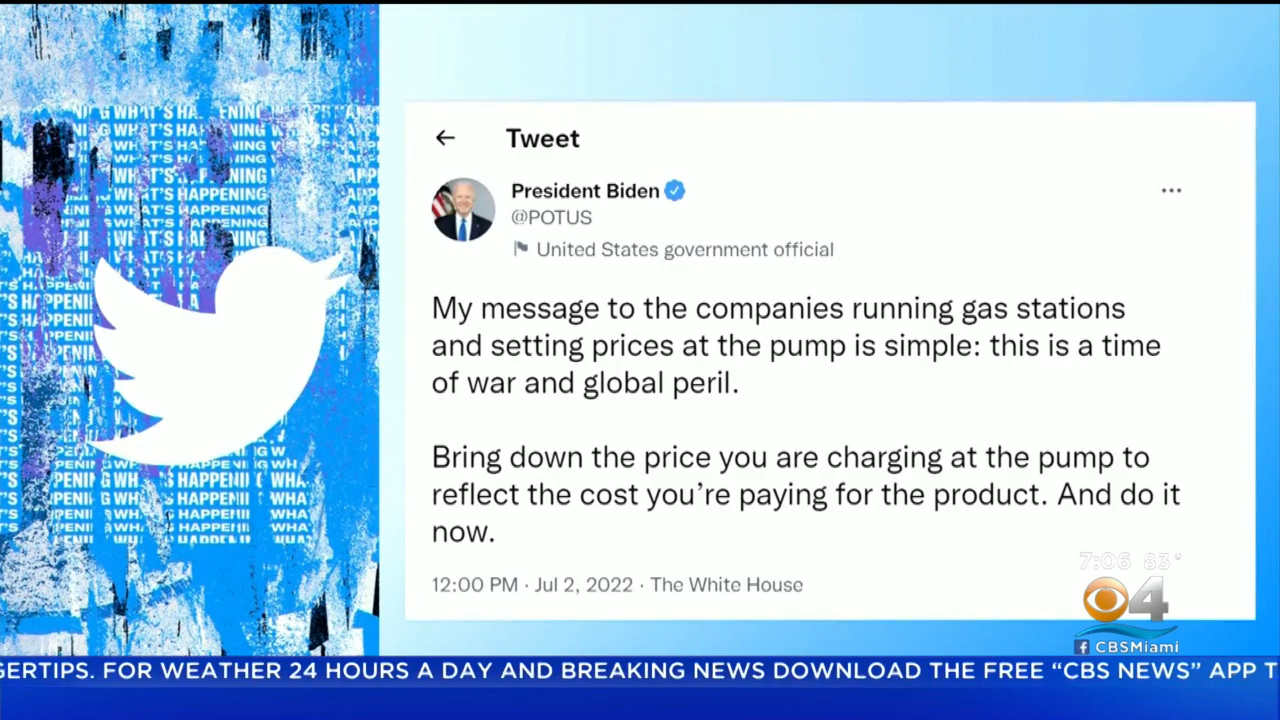 Tweet
President Biden
@POTUS
United States government official
My message to the companies running gas stations
and setting prices at the pump is simple: this is a time
of war and global peril.
Bring down the price you are charging at the pump to
reflect the cost you're paying for the product. And do it
now.
12:00 PM · Jul 2, 2022 · The White House
7:06 83°
4
CBSMiami
GERTIPS. FOR WEATHER 24 HOURS A DAY AND BREAKING NEWS DOWNLOAD THE FREE “CBS NEWS” APP T
WHAT'S HAPPENING